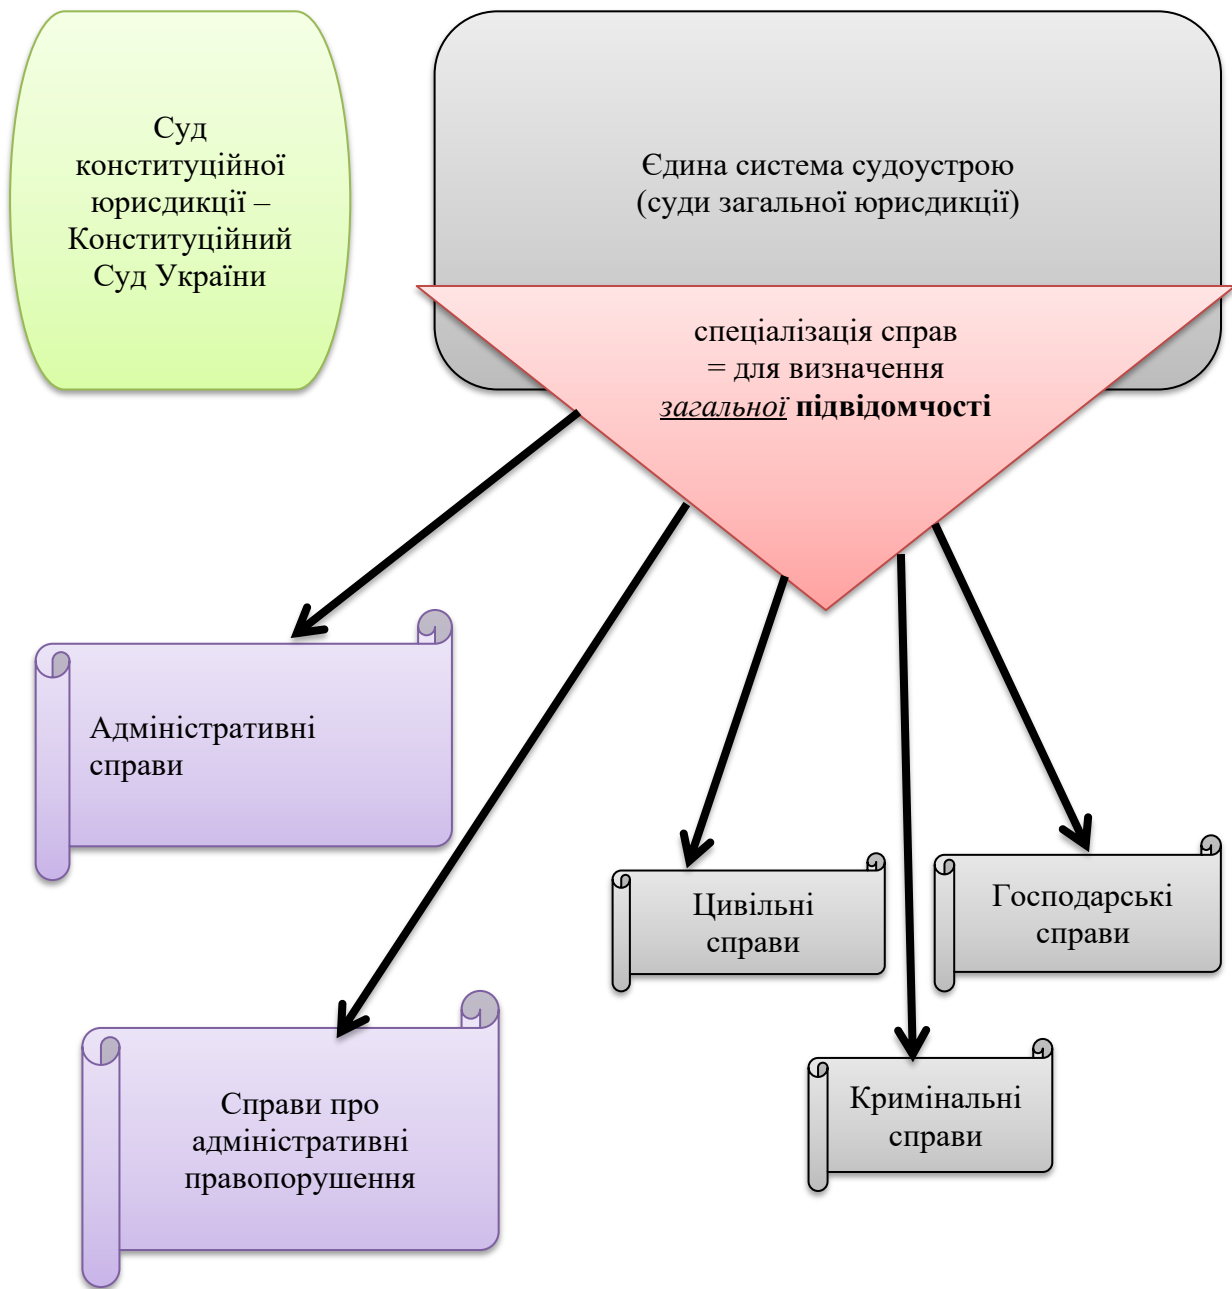 Суд
конституційної
юрисдикції –
Конституційний
Суд України
Єдина система судоустрою
(суди загальної юрисдикції)
спеціалізація справ
= для визначення
загальної підвідомчості
Адміністративні
справи
Цивільні
справи
Господарські
справи
Кримінальні
справи
Справи про
адміністративні
правопорушення